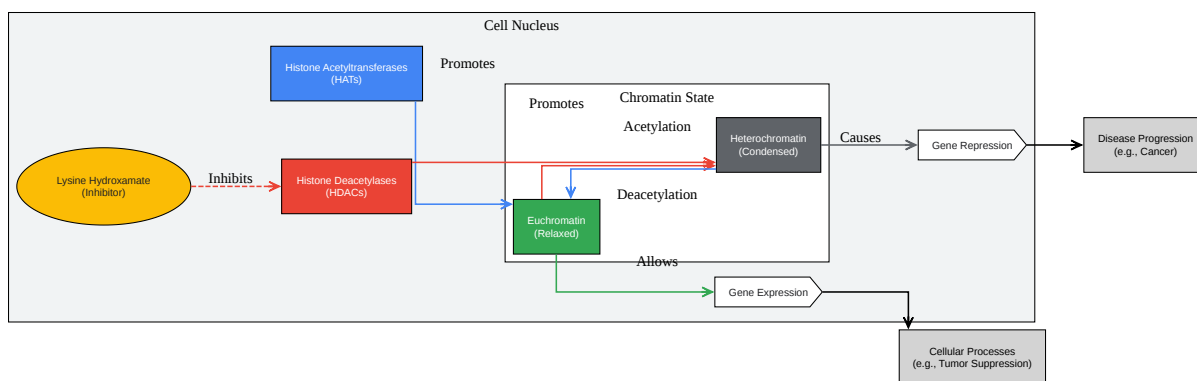 Cell Nucleus
Histone Acetyltransferases
(HATs)
Promotes
Promotes
Chromatin State
Acetylation
Heterochromatin
(Condensed)
Causes
Gene Repression
Disease Progression
(e.g., Cancer)
Lysine Hydroxamate
(Inhibitor)
Inhibits
Histone Deacetylases
(HDACs)
Deacetylation
Euchromatin
(Relaxed)
Allows
Gene Expression
Cellular Processes
(e.g., Tumor Suppression)